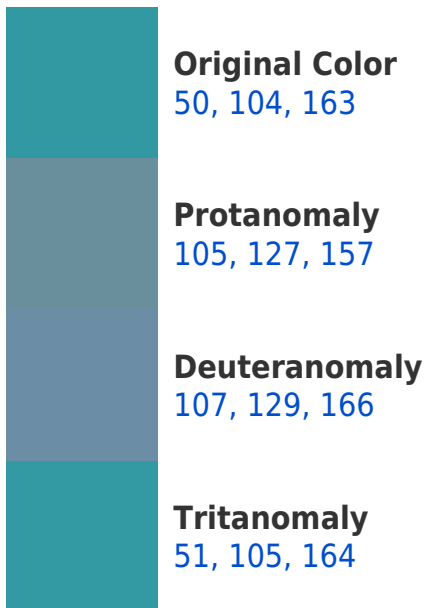 Original Color
50, 104, 163
Protanomaly
105, 127, 157
Deuteranomaly
107, 129, 166
Tritanomaly
51, 105, 164